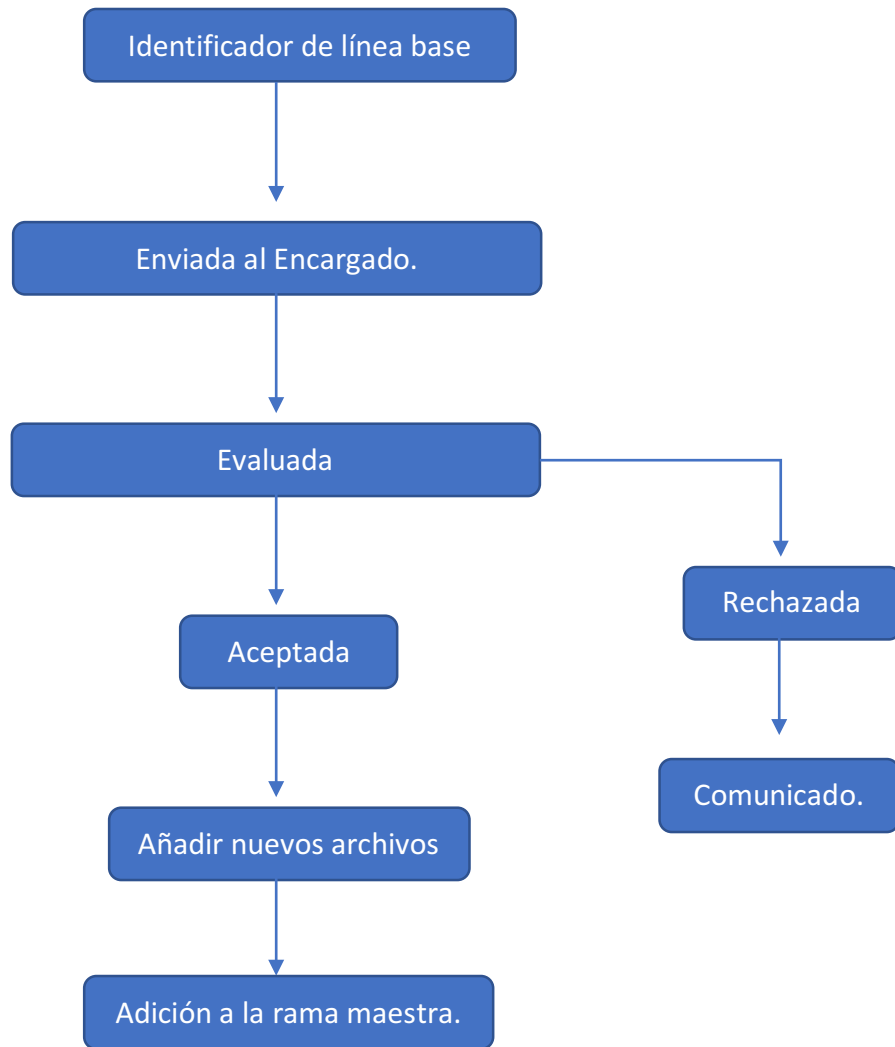 Identificador de línea base
Enviada al Encargado.
Evaluada
Rechazada
Aceptada
Comunicado.
Añadir nuevos archivos
Adición a la rama maestra.